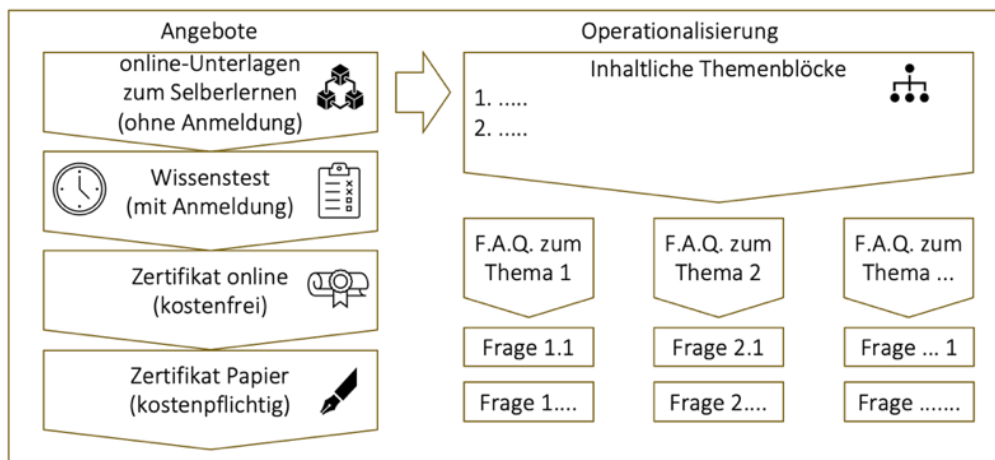 Angebote
online-Unterlagen
zum Selberlernen
(ohne Anmeldung)
Wissenstest
(mit Anmeldung)
Zertifikat online
(kostenfrei)
Zertifikat Papier
(kostenpflichtig)
Operationalisierung
Inhaltliche Themenblöcke
1. .....
2. .....
F.A.Q. zum
Thema 1
F.A.Q. zum
Thema 2
F.A.Q. zum
Thema ...
Frage 1.1
Frage 2.1
Frage ... 1
Frage 1....
Frage 2....
Frage .......